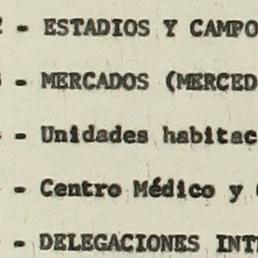 - ESTADIOS Y CAMPO
- MERCADOS (MERCED
- Unidades habitac
- Centro Médico y
- DELEGACIONES INT